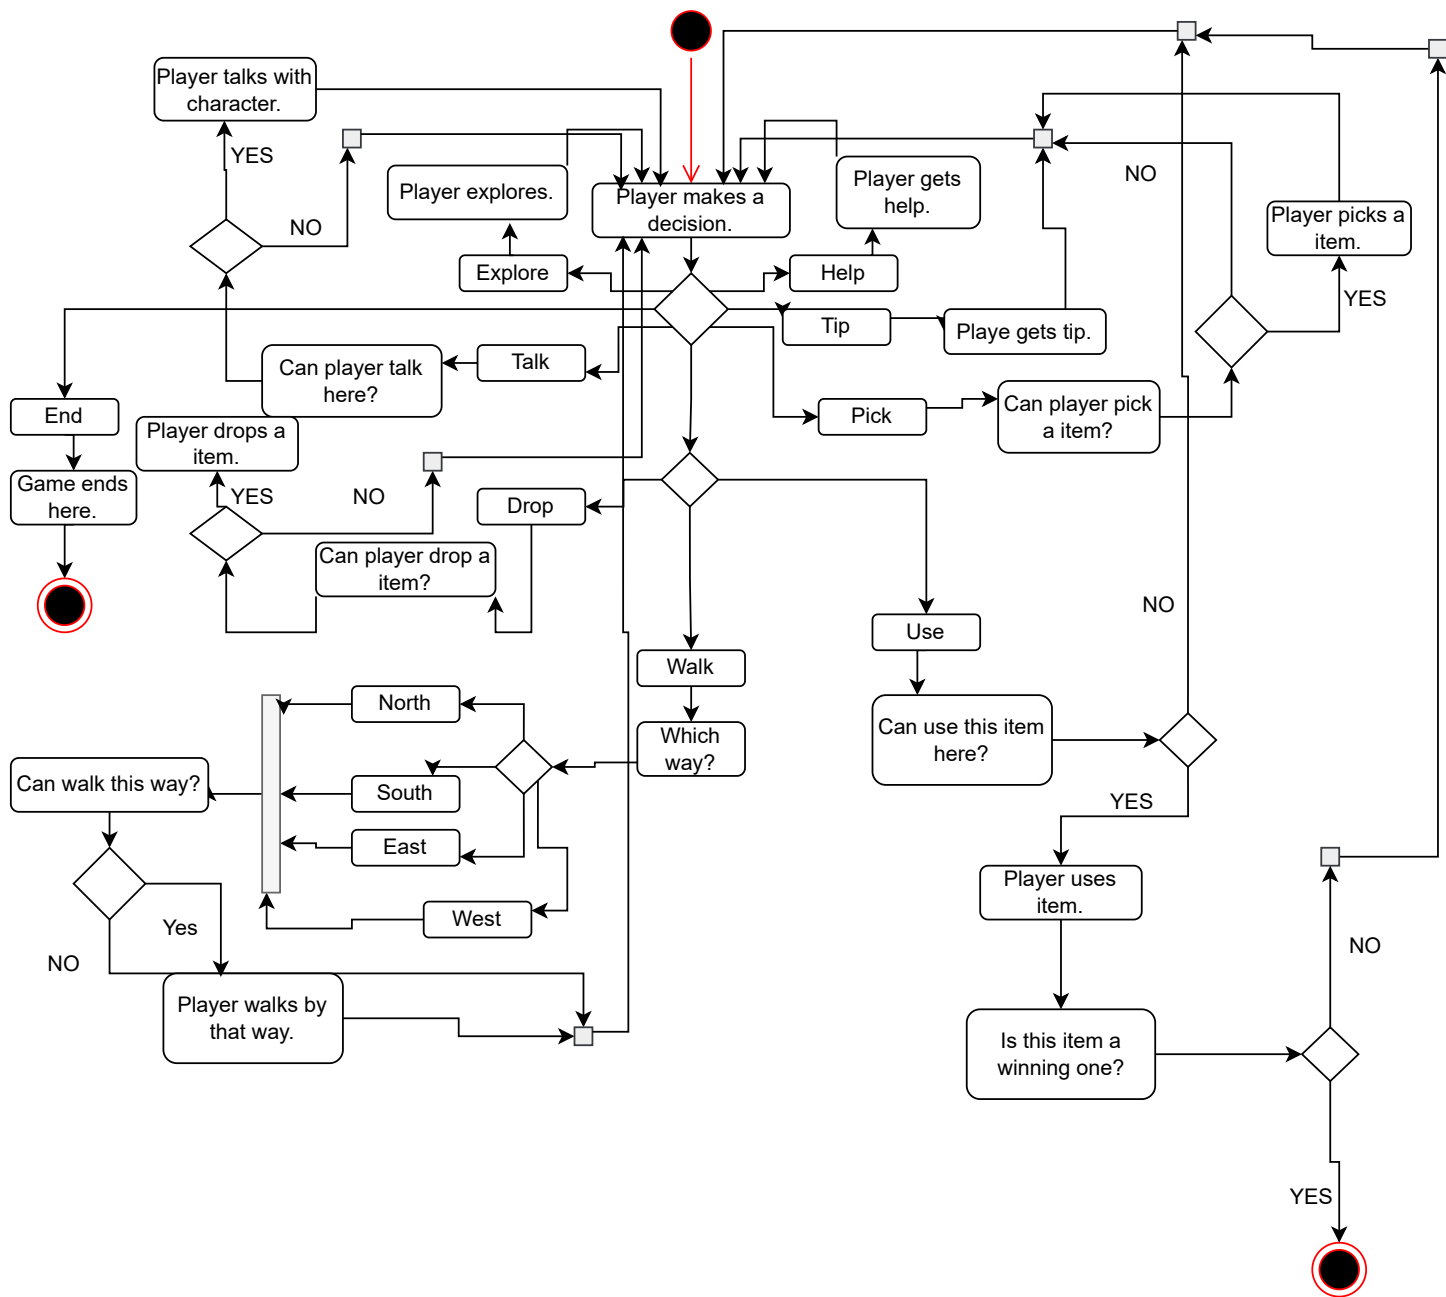 Player talks with
character.
YES
NO
Player explores.
Player makes a
decision.
Player gets
help.
NO
Player picks a
item.
YES
Explore
Help
Tip
Playe gets tip.
Can player talk
here?
Talk
End
Pick
Can player pick
a item?
Player drops a
item.
Game ends
here.
YES
NO
Drop
Can player drop a
item?
NO
Use
Walk
North
Which
way?
Can use this item
here?
Can walk this way?
South
YES
East
Player uses
item.
West
Yes
NO
NO
Player walks by
that way.
Is this item a
winning one?
YES